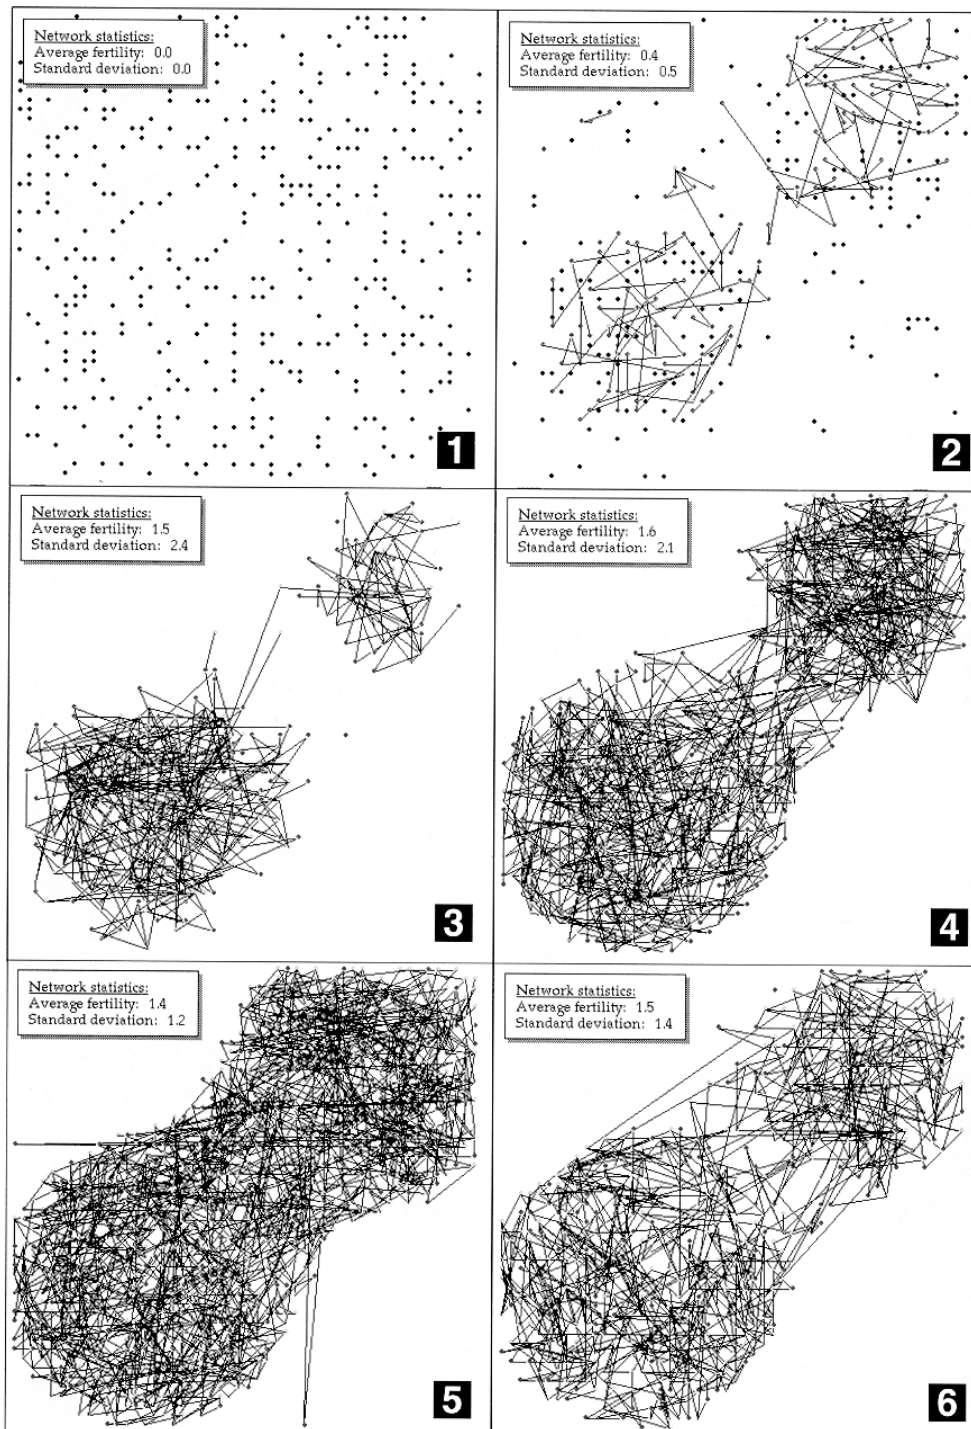 Network statistics:
Average fertility: 0.0
Standard deviation: 0.0
1
Network statistics:
Average fertility: 0.4
Standard deviation: 0.5
2
Network statistics:
Average fertility: 1.5
Standard deviation: 2.4
3
Network statistics:
Average fertility: 1.6
Standard deviation: 2.1
4
Network statistics:
Average fertility: 1.4
Standard deviation: 1.2
5
Network statistics:
Average fertility: 1.5
Standard deviation: 1.4
6